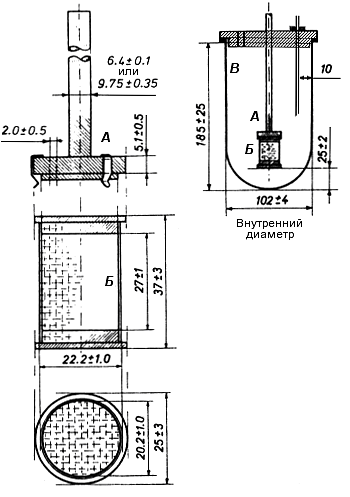 6.4±0.1
или
9.75±0.35
2.0±0.5
А
5.1±0.5
Б
27±1
37±3
22.2±1.0
20.2±1.0
25±3
В
10
А
Б
185±25
25±2
102±4
Внутренний
диаметр